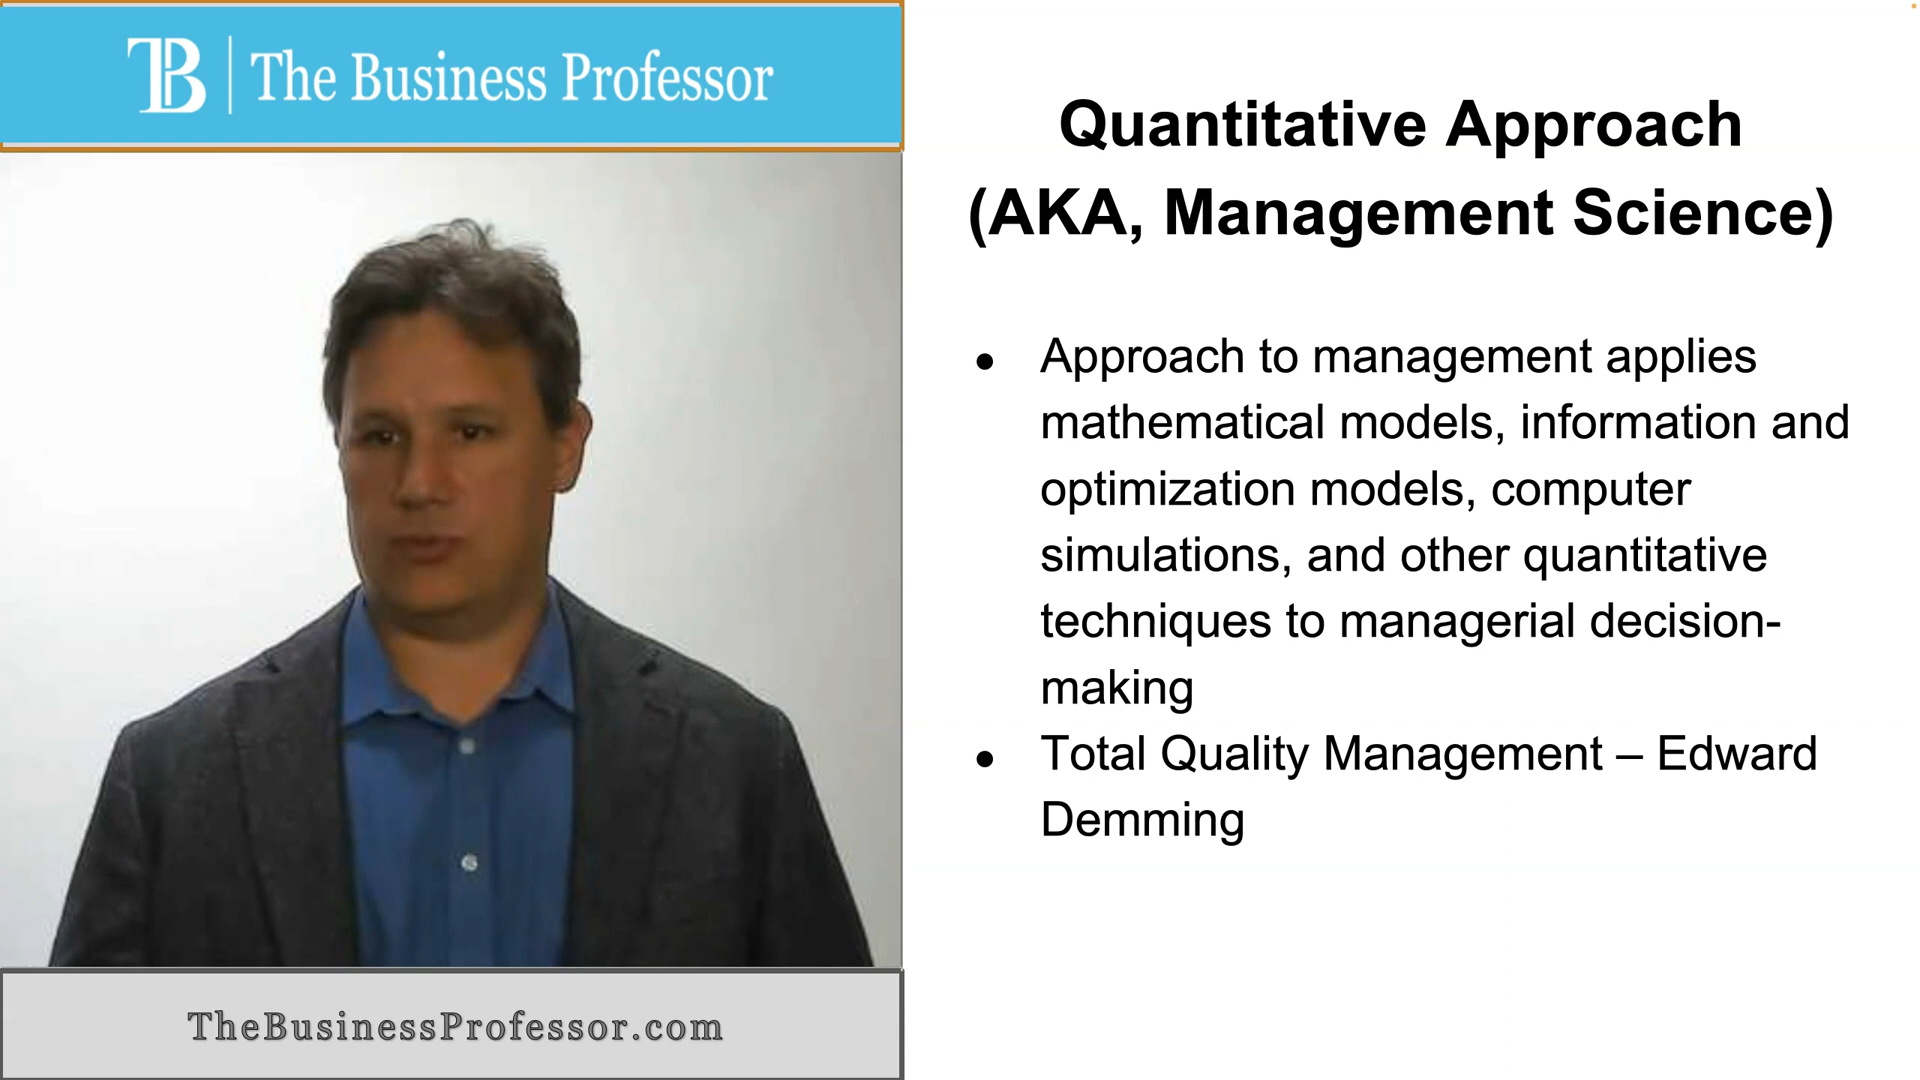 TB The Business Professor
TheBusinessProfessor.com
Quantitative Approach
(AKA, Management Science)
● Approach to management applies
mathematical models, information and
optimization models, computer
simulations, and other quantitative
techniques to managerial decision-
making
● Total Quality Management – Edward
Demming